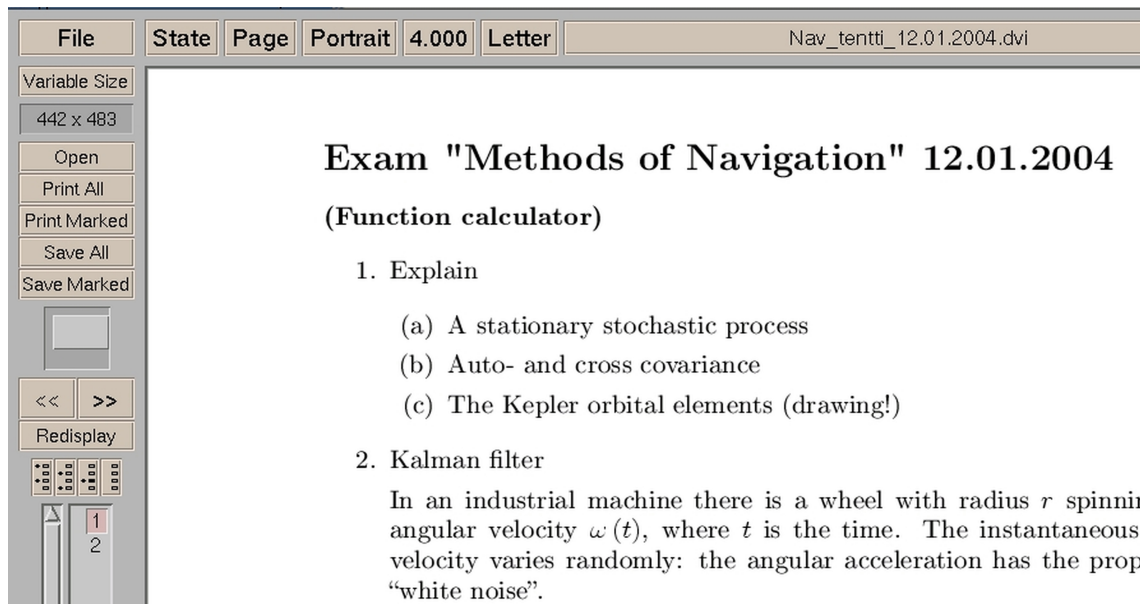 File State Page Portrait 4.000 Letter Nav_tentti_12.01.2004.dvi
Variable Size
442 x 483
Open
Print All
Print Marked
Save All
Save Marked
<< >>
Redisplay
1
2
Exam "Methods of Navigation" 12.01.2004
(Function calculator)
1. Explain
(a) A stationary stochastic process
(b) Auto- and cross covariance
(c) The Kepler orbital elements (drawing!)
2. Kalman filter
In an industrial machine there is a wheel with radius r spinnin
angular velocity ω (t), where t is the time. The instantaneous
velocity varies randomly: the angular acceleration has the prop
“white noise”.